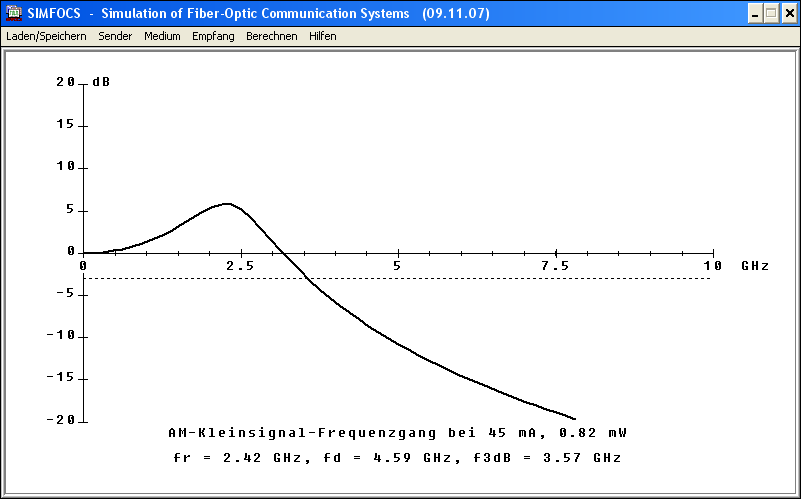 SIMFOCS - Simulation of Fiber-Optic Communication Systems (09.11.07)
Laden/Speichern Sender Medium Empfang Berechnen Hilfen
20 dB
15
10
5
0
0 2.5 5 7.5 10 GHz
-5
-10
-15
-20
AM-Kleinsignal-Frequenzgang bei 45 mA, 0.82 mW
fr = 2.42 GHz, fd = 4.59 GHz, f3dB = 3.57 GHz